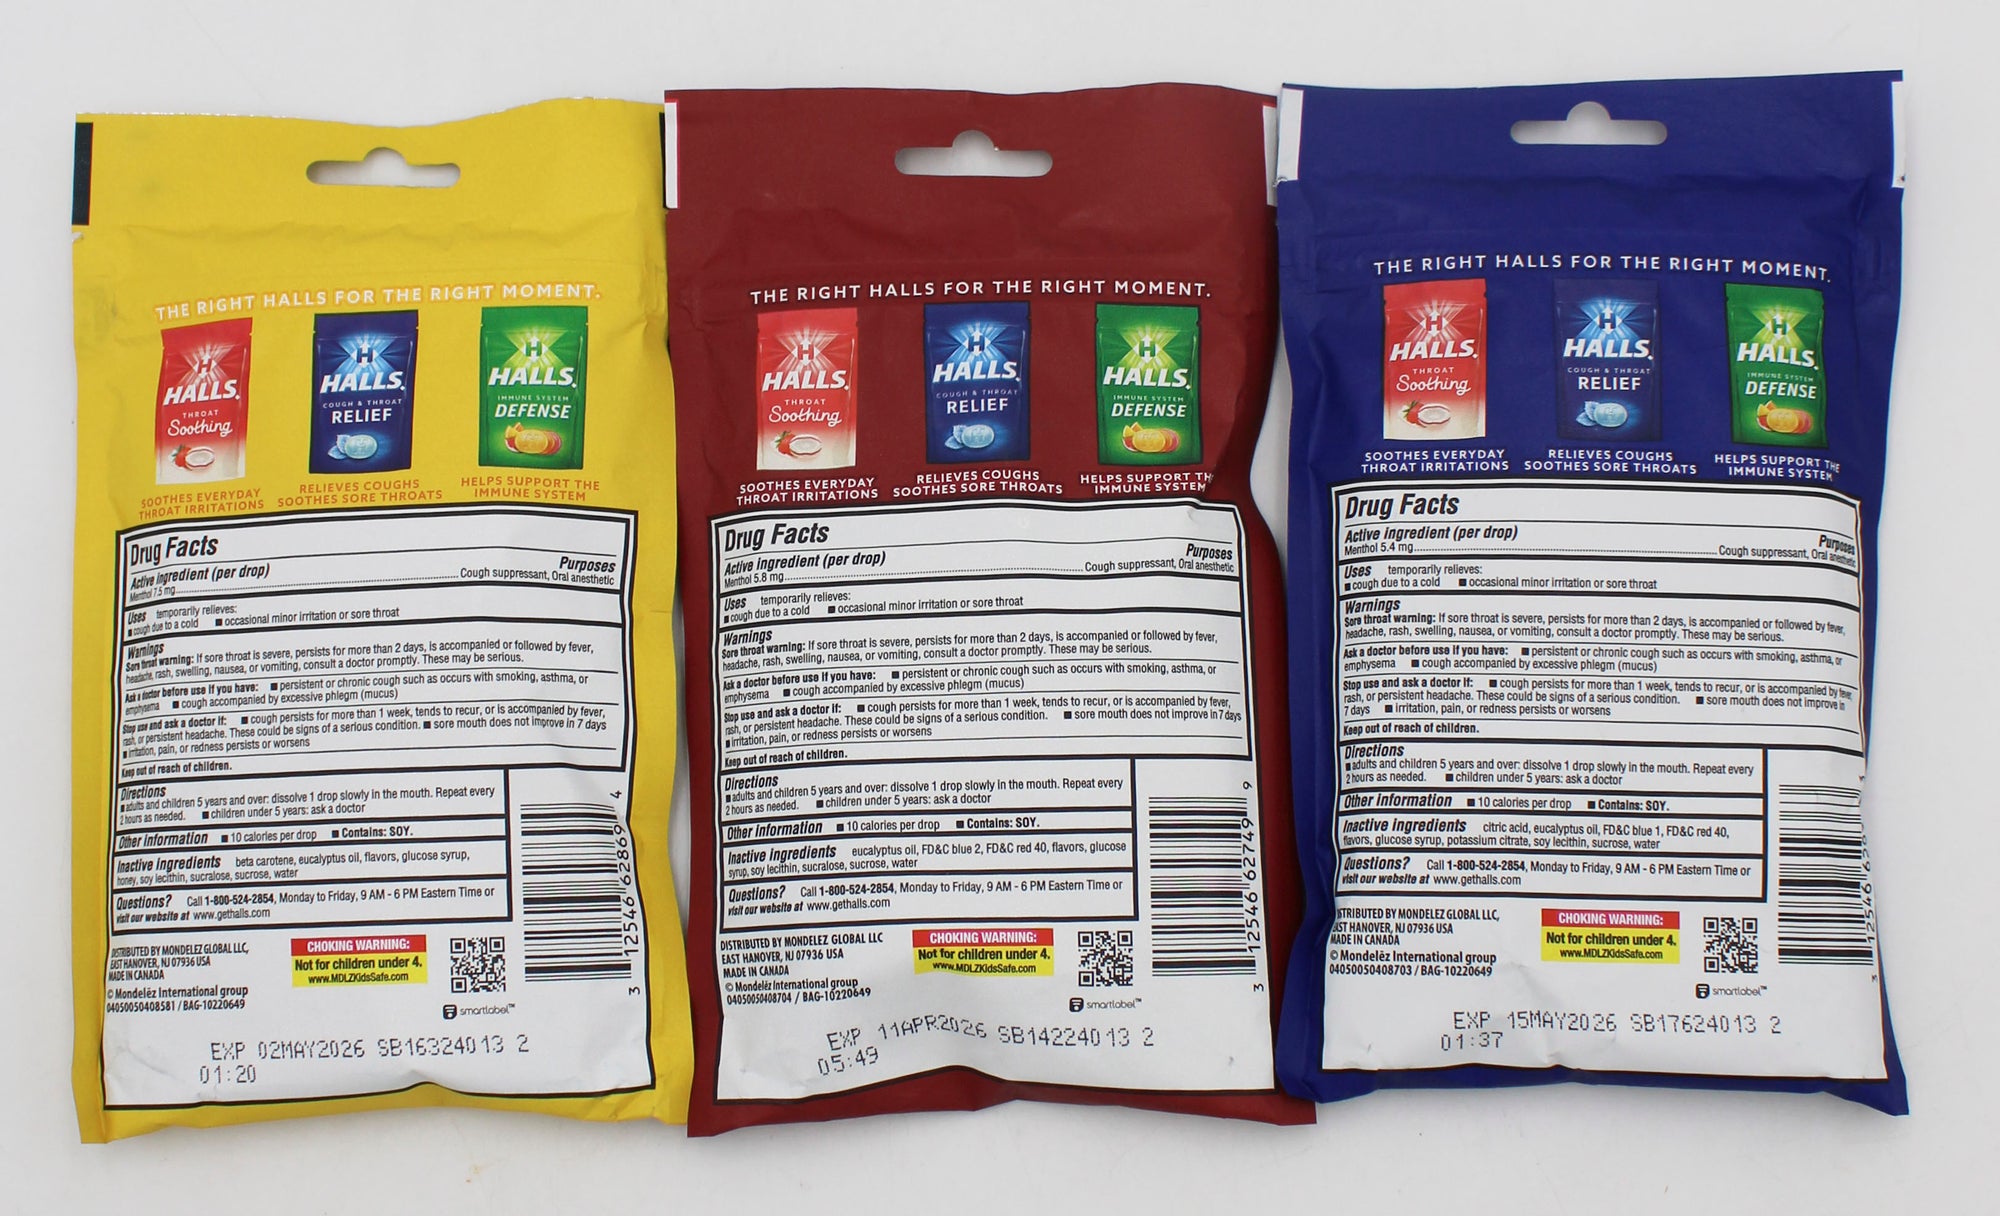 THE RIGHT HALLS FOR THE RIGHT MOMENT.
H
HALLS.
THROAT
Soothing
H
HALLS.
COUGH & THROAT
RELIEF
H
HALLS.
IMMUNE SYSTEM
DEFENSE
SOOTHES EVERYDAY
THROAT IRRITATIONS
RELIEVES COUGHS
SOOTHES SORE THROATS
HELPS SUPPORT THE
IMMUNE SYSTEM
Drug Facts
Active ingredient (per drop) Purposes
Menthol 7.5 mg Cough suppressant, Oral anesthetic
Uses temporarily relieves:
■ cough due to a cold ■ occasional minor irritation or sore throat
Warnings
Sore throat warning: If sore throat is severe, persists for more than 2 days, is accompanied or followed by fever,
headache, rash, swelling, nausea, or vomiting, consult a doctor promptly. These may be serious.
Ask a doctor before use if you have: ■ persistent or chronic cough such as occurs with smoking, asthma, or
emphysema ■ cough accompanied by excessive phlegm (mucus)
Stop use and ask a doctor if: ■ cough persists for more than 1 week, tends to recur, or is accompanied by fever,
rash, or persistent headache. These could be signs of a serious condition. ■ sore mouth does not improve in 7 days
■ irritation, pain, or redness persists or worsens
Keep out of reach of children.
Directions
■ adults and children 5 years and over: dissolve 1 drop slowly in the mouth. Repeat every
2 hours as needed. ■ children under 5 years: ask a doctor
Other information ■ 10 calories per drop ■ Contains: SOY.
Inactive ingredients beta carotene, eucalyptus oil, flavors, glucose syrup,
honey, soy lecithin, sucralose, sucrose, water
Questions? Call 1-800-524-2854, Monday to Friday, 9 AM - 6 PM Eastern Time or
visit our website at www.gethalls.com
3 12546 62869 4
DISTRIBUTED BY MONDELEZ GLOBAL LLC,
EAST HANOVER, NJ 07936 USA
MADE IN CANADA
© Mondelēz International group
04050050408581 / BAG-10220649
CHOKING WARNING:
Not for children under 4.
www.MDLZKidsSafe.com
smartlabel™
EXP 02MAY2026 SB16324013 2
01:20
THE RIGHT HALLS FOR THE RIGHT MOMENT.
H
HALLS.
THROAT
Soothing
H
HALLS.
COUGH & THROAT
RELIEF
H
HALLS.
IMMUNE SYSTEM
DEFENSE
SOOTHES EVERYDAY
THROAT IRRITATIONS
RELIEVES COUGHS
SOOTHES SORE THROATS
HELPS SUPPORT TH
IMMUNE SYSTEM
Drug Facts
Active ingredient (per drop) Purposes
Menthol 5.8 mg Cough suppressant, Oral anesthetic
Uses temporarily relieves:
■ cough due to a cold ■ occasional minor irritation or sore throat
Warnings
Sore throat warning: If sore throat is severe, persists for more than 2 days, is accompanied or followed by fever,
headache, rash, swelling, nausea, or vomiting, consult a doctor promptly. These may be serious.
Ask a doctor before use if you have: ■ persistent or chronic cough such as occurs with smoking, asthma, or
emphysema ■ cough accompanied by excessive phlegm (mucus)
Stop use and ask a doctor if: ■ cough persists for more than 1 week, tends to recur, or is accompanied by fever,
rash, or persistent headache. These could be signs of a serious condition. ■ sore mouth does not improve in 7 days
■ irritation, pain, or redness persists or worsens
Keep out of reach of children.
Directions
■ adults and children 5 years and over: dissolve 1 drop slowly in the mouth. Repeat every
2 hours as needed. ■ children under 5 years: ask a doctor
Other information ■ 10 calories per drop ■ Contains: SOY.
Inactive ingredients eucalyptus oil, FD&C blue 2, FD&C red 40, flavors, glucose
syrup, soy lecithin, sucralose, sucrose, water
Questions? Call 1-800-524-2854, Monday to Friday, 9 AM - 6 PM Eastern Time or
visit our website at www.gethalls.com
3 12546 62749 9
DISTRIBUTED BY MONDELEZ GLOBAL LLC
EAST HANOVER, NJ 07936 USA
MADE IN CANADA
© Mondelēz International group
04050050408704 / BAG-10220649
CHOKING WARNING:
Not for children under 4.
www.MDLZKidsSafe.com
smartlabel™
EXP 11APR2026 SB14224013 2
05:49
THE RIGHT HALLS FOR THE RIGHT MOMENT.
H
HALLS.
THROAT
Soothing
H
HALLS.
COUGH & THROAT
RELIEF
H
HALLS.
IMMUNE SYSTEM
DEFENSE
SOOTHES EVERYDAY
THROAT IRRITATIONS
RELIEVES COUGHS
SOOTHES SORE THROATS
HELPS SUPPORT THE
IMMUNE SYSTEM
Drug Facts
Active ingredient (per drop) Purposes
Menthol 5.4 mg Cough suppressant, Oral anesthetic
Uses temporarily relieves:
■ cough due to a cold ■ occasional minor irritation or sore throat
Warnings
Sore throat warning: If sore throat is severe, persists for more than 2 days, is accompanied or followed by fever,
headache, rash, swelling, nausea, or vomiting, consult a doctor promptly. These may be serious.
Ask a doctor before use if you have: ■ persistent or chronic cough such as occurs with smoking, asthma, or
emphysema ■ cough accompanied by excessive phlegm (mucus)
Stop use and ask a doctor if: ■ cough persists for more than 1 week, tends to recur, or is accompanied by fever,
rash, or persistent headache. These could be signs of a serious condition. ■ sore mouth does not improve in
7 days ■ irritation, pain, or redness persists or worsens
Keep out of reach of children.
Directions
■ adults and children 5 years and over: dissolve 1 drop slowly in the mouth. Repeat every
2 hours as needed. ■ children under 5 years: ask a doctor
Other information ■ 10 calories per drop ■ Contains: SOY.
Inactive ingredients citric acid, eucalyptus oil, FD&C blue 1, FD&C red 40,
flavors, glucose syrup, potassium citrate, soy lecithin, sucrose, water
Questions? Call 1-800-524-2854, Monday to Friday, 9 AM - 6 PM Eastern Time or
visit our website at www.gethalls.com
3 12546
STRIBUTED BY MONDELEZ GLOBAL LLC,
EAST HANOVER, NJ 07936 USA
MADE IN CANADA
© Mondelēz International group
04050050408703 / BAG-10220649
CHOKING WARNING:
Not for children under 4.
www.MDLZKidsSafe.com
smartlabel™
EXP 15MAY2026 SB17624013 2
01:37